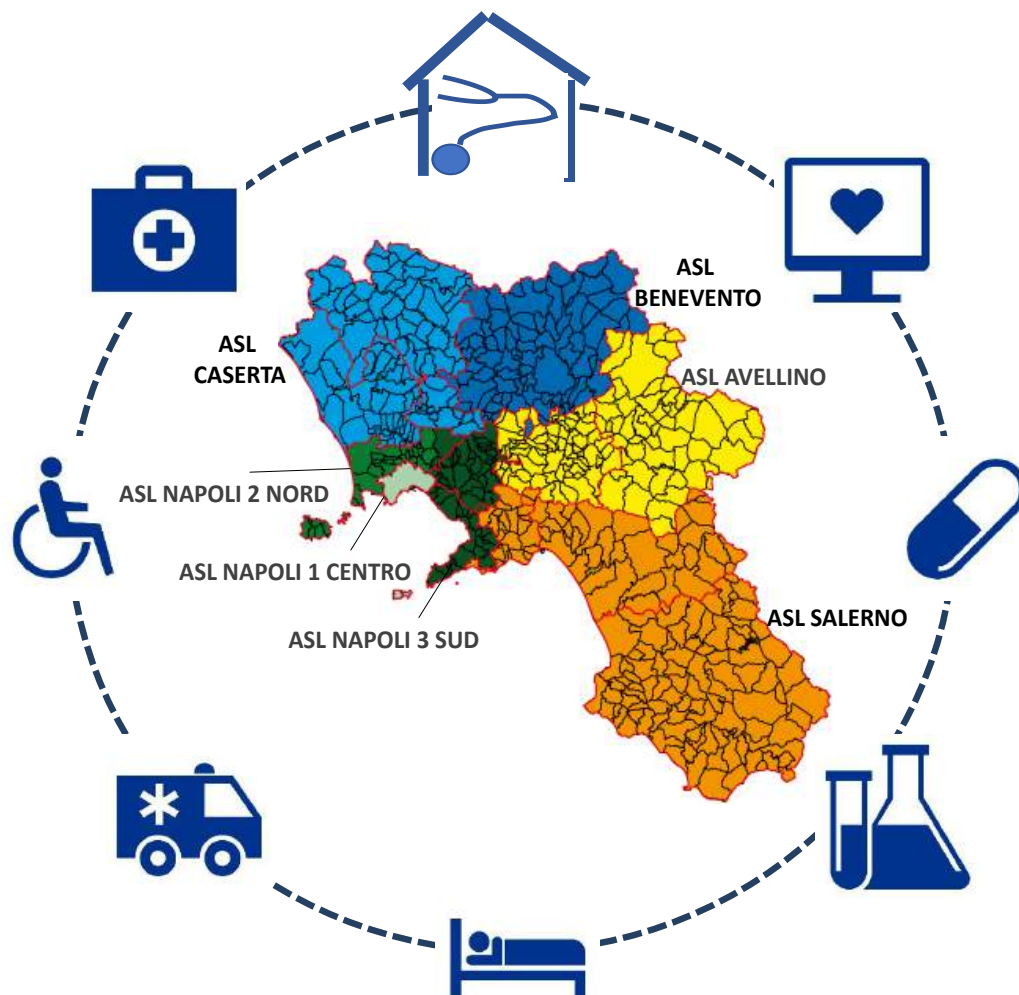 ASL
BENEVENTO
ASL
CASERTA
ASL AVELLINO
ASL NAPOLI 2 NORD
ASL NAPOLI 1 CENTRO
ASL SALERNO
ASL NAPOLI 3 SUD